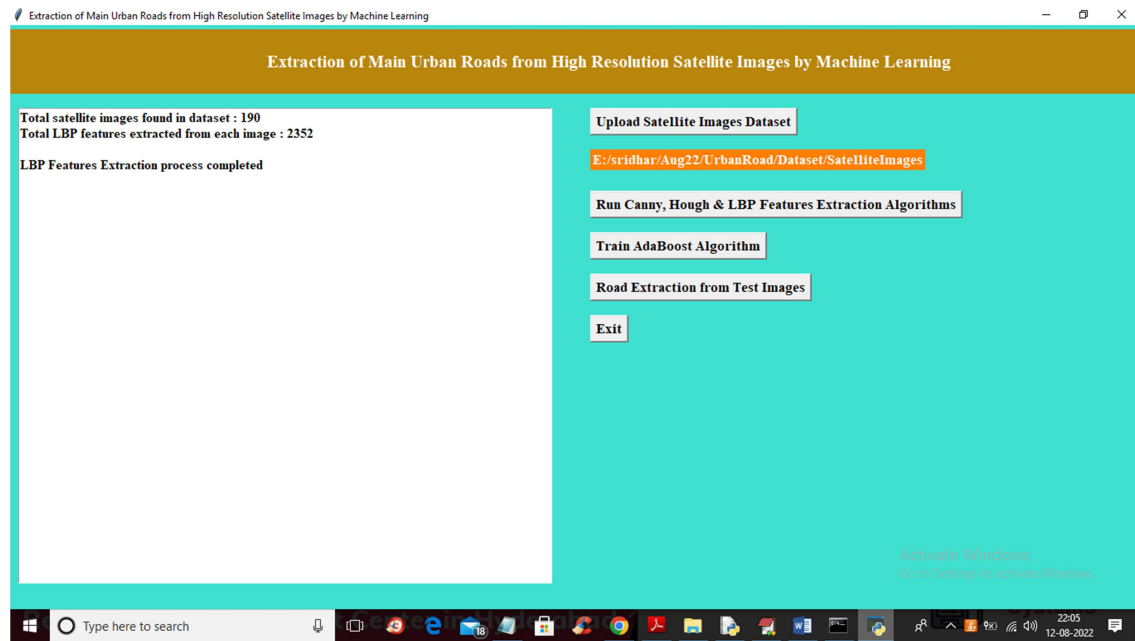 Extraction of Main Urban Roads from High Resolution Satellite Images by Machine Learning
Extraction of Main Urban Roads from High Resolution Satellite Images by Machine Learning
Total satellite images found in dataset : 190
Total LBP features extracted from each image : 2352
LBP Features Extraction process completed
Upload Satellite Images Dataset
E:/sridhar/Aug22/UrbanRoad/Dataset/SatelliteImages
Run Canny, Hough & LBP Features Extraction Algorithms
Train AdaBoost Algorithm
Road Extraction from Test Images
Exit
Activate Windows
Go to Settings to activate Windows.
Type here to search
18
22:05
12-08-2022